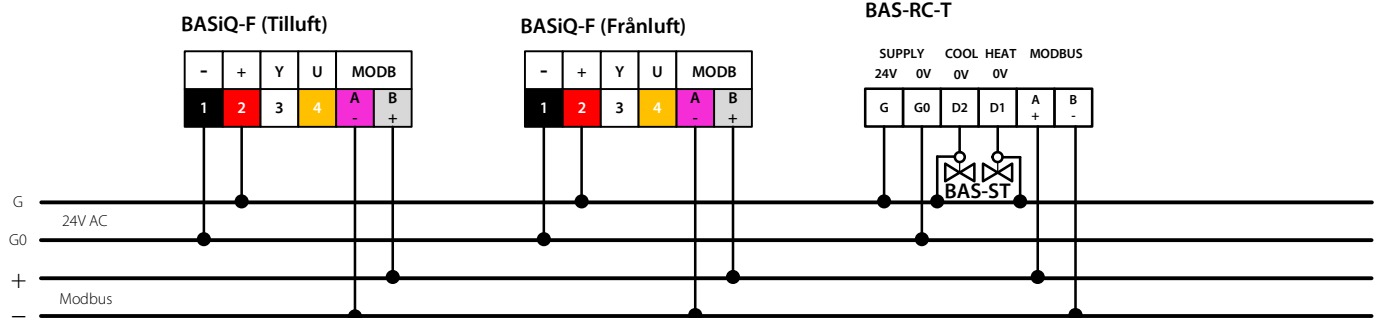 BASiQ-F (Tilluft)
- + Y U MODB
1 2 3 4 A - B +
BASiQ-F (Frånluft)
- + Y U MODB
1 2 3 4 A - B +
BAS-RC-T
SUPPLY COOL HEAT MODBUS
24V 0V 0V 0V
G G0 D2 D1 A + B -
BAS-ST
G
24V AC
G0
+
Modbus
-